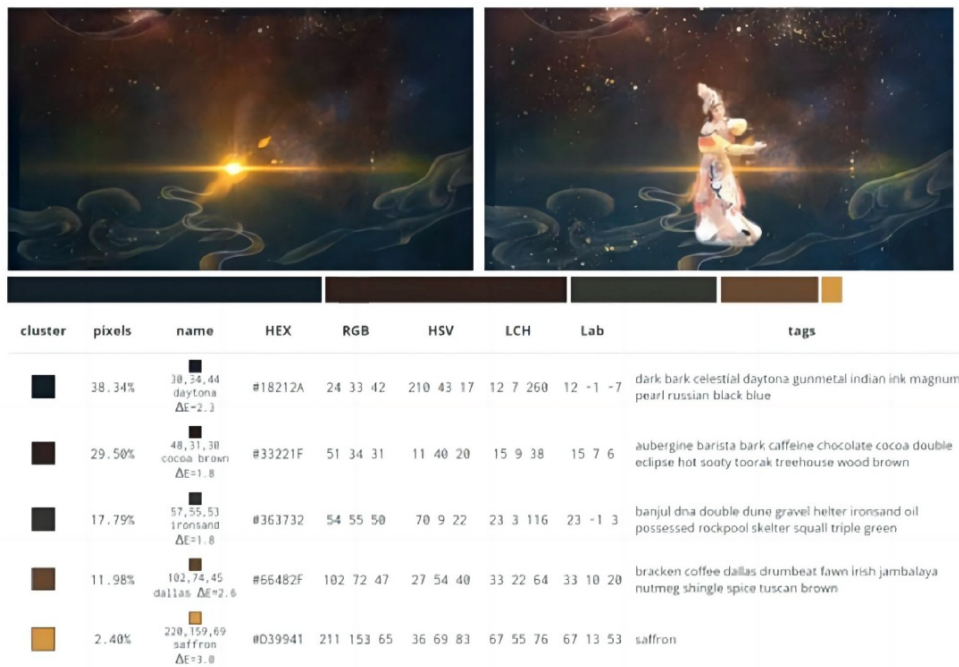 cluster pixels name HEX RGB HSV LCH Lab tags
38.34% 30,34,44 daytona ΔE=2.3 #18212A 24 33 42 210 43 17 12 7 260 12 -1 -7 dark bark celestial daytona gunmetal indian ink magnum
pearl russian black blue
29.50% 48,31,30 cocoa brown ΔE=1.8 #33221F 51 34 31 11 40 20 15 9 38 15 7 6 aubergine barista bark caffeine chocolate cocoa double
eclipse hot sooty toorak treehouse wood brown
17.79% 57,55,53 ironsand ΔE=1.8 #363732 54 55 50 70 9 22 23 3 116 23 -1 3 banjul dna double dune gravel helter ironsand oil
possessed rockpool skelter squall triple green
11.98% 102,74,45 dallas ΔE=2.6 #66482F 102 72 47 27 54 40 33 22 64 33 10 20 bracken coffee dallas drumbeat fawn irish jambalaya
nutmeg shingle spice tuscan brown
2.40% 220,159,69 saffron ΔE=3.0 #D39941 211 153 65 36 69 83 67 55 76 67 13 53 saffron